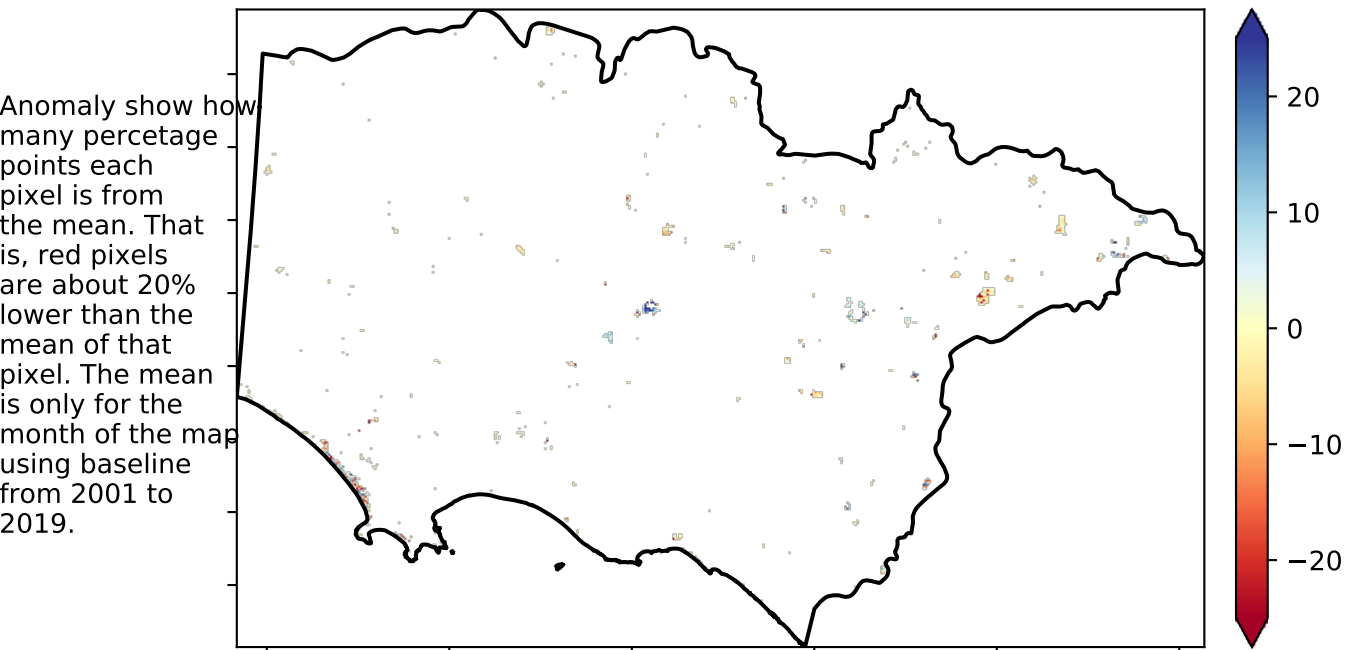 Anomaly show how
many percetage
points each
pixel is from
the mean. That
is, red pixels
are about 20%
lower than the
mean of that
pixel. The mean
is only for the
month of the map
using baseline
from 2001 to
2019.
20
10
0
−10
−20